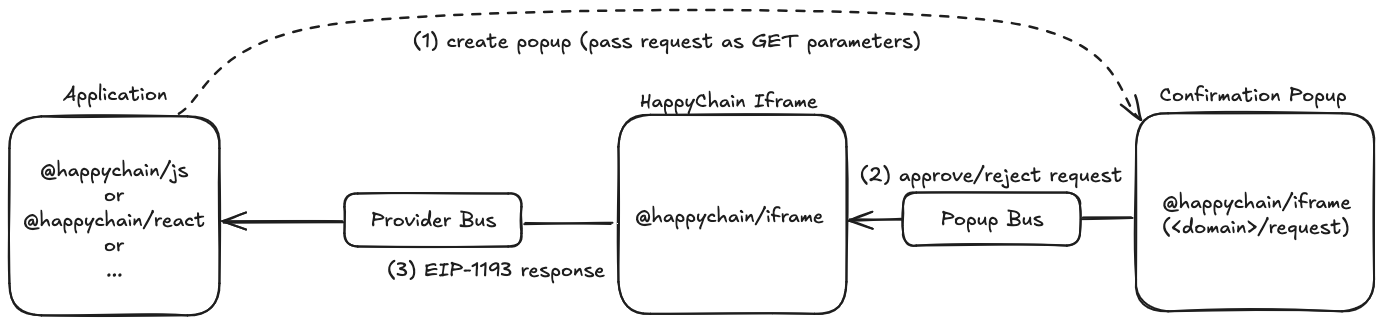 (1) create popup (pass request as GET parameters)
Application
HappyChain Iframe
Confirmation Popup
@happychain/js
or
@happychain/react
or
...
Provider Bus
(3) EIP-1193 response
@happychain/iframe
(2) approve/reject request
Popup Bus
@happychain/iframe
(<domain>/request)